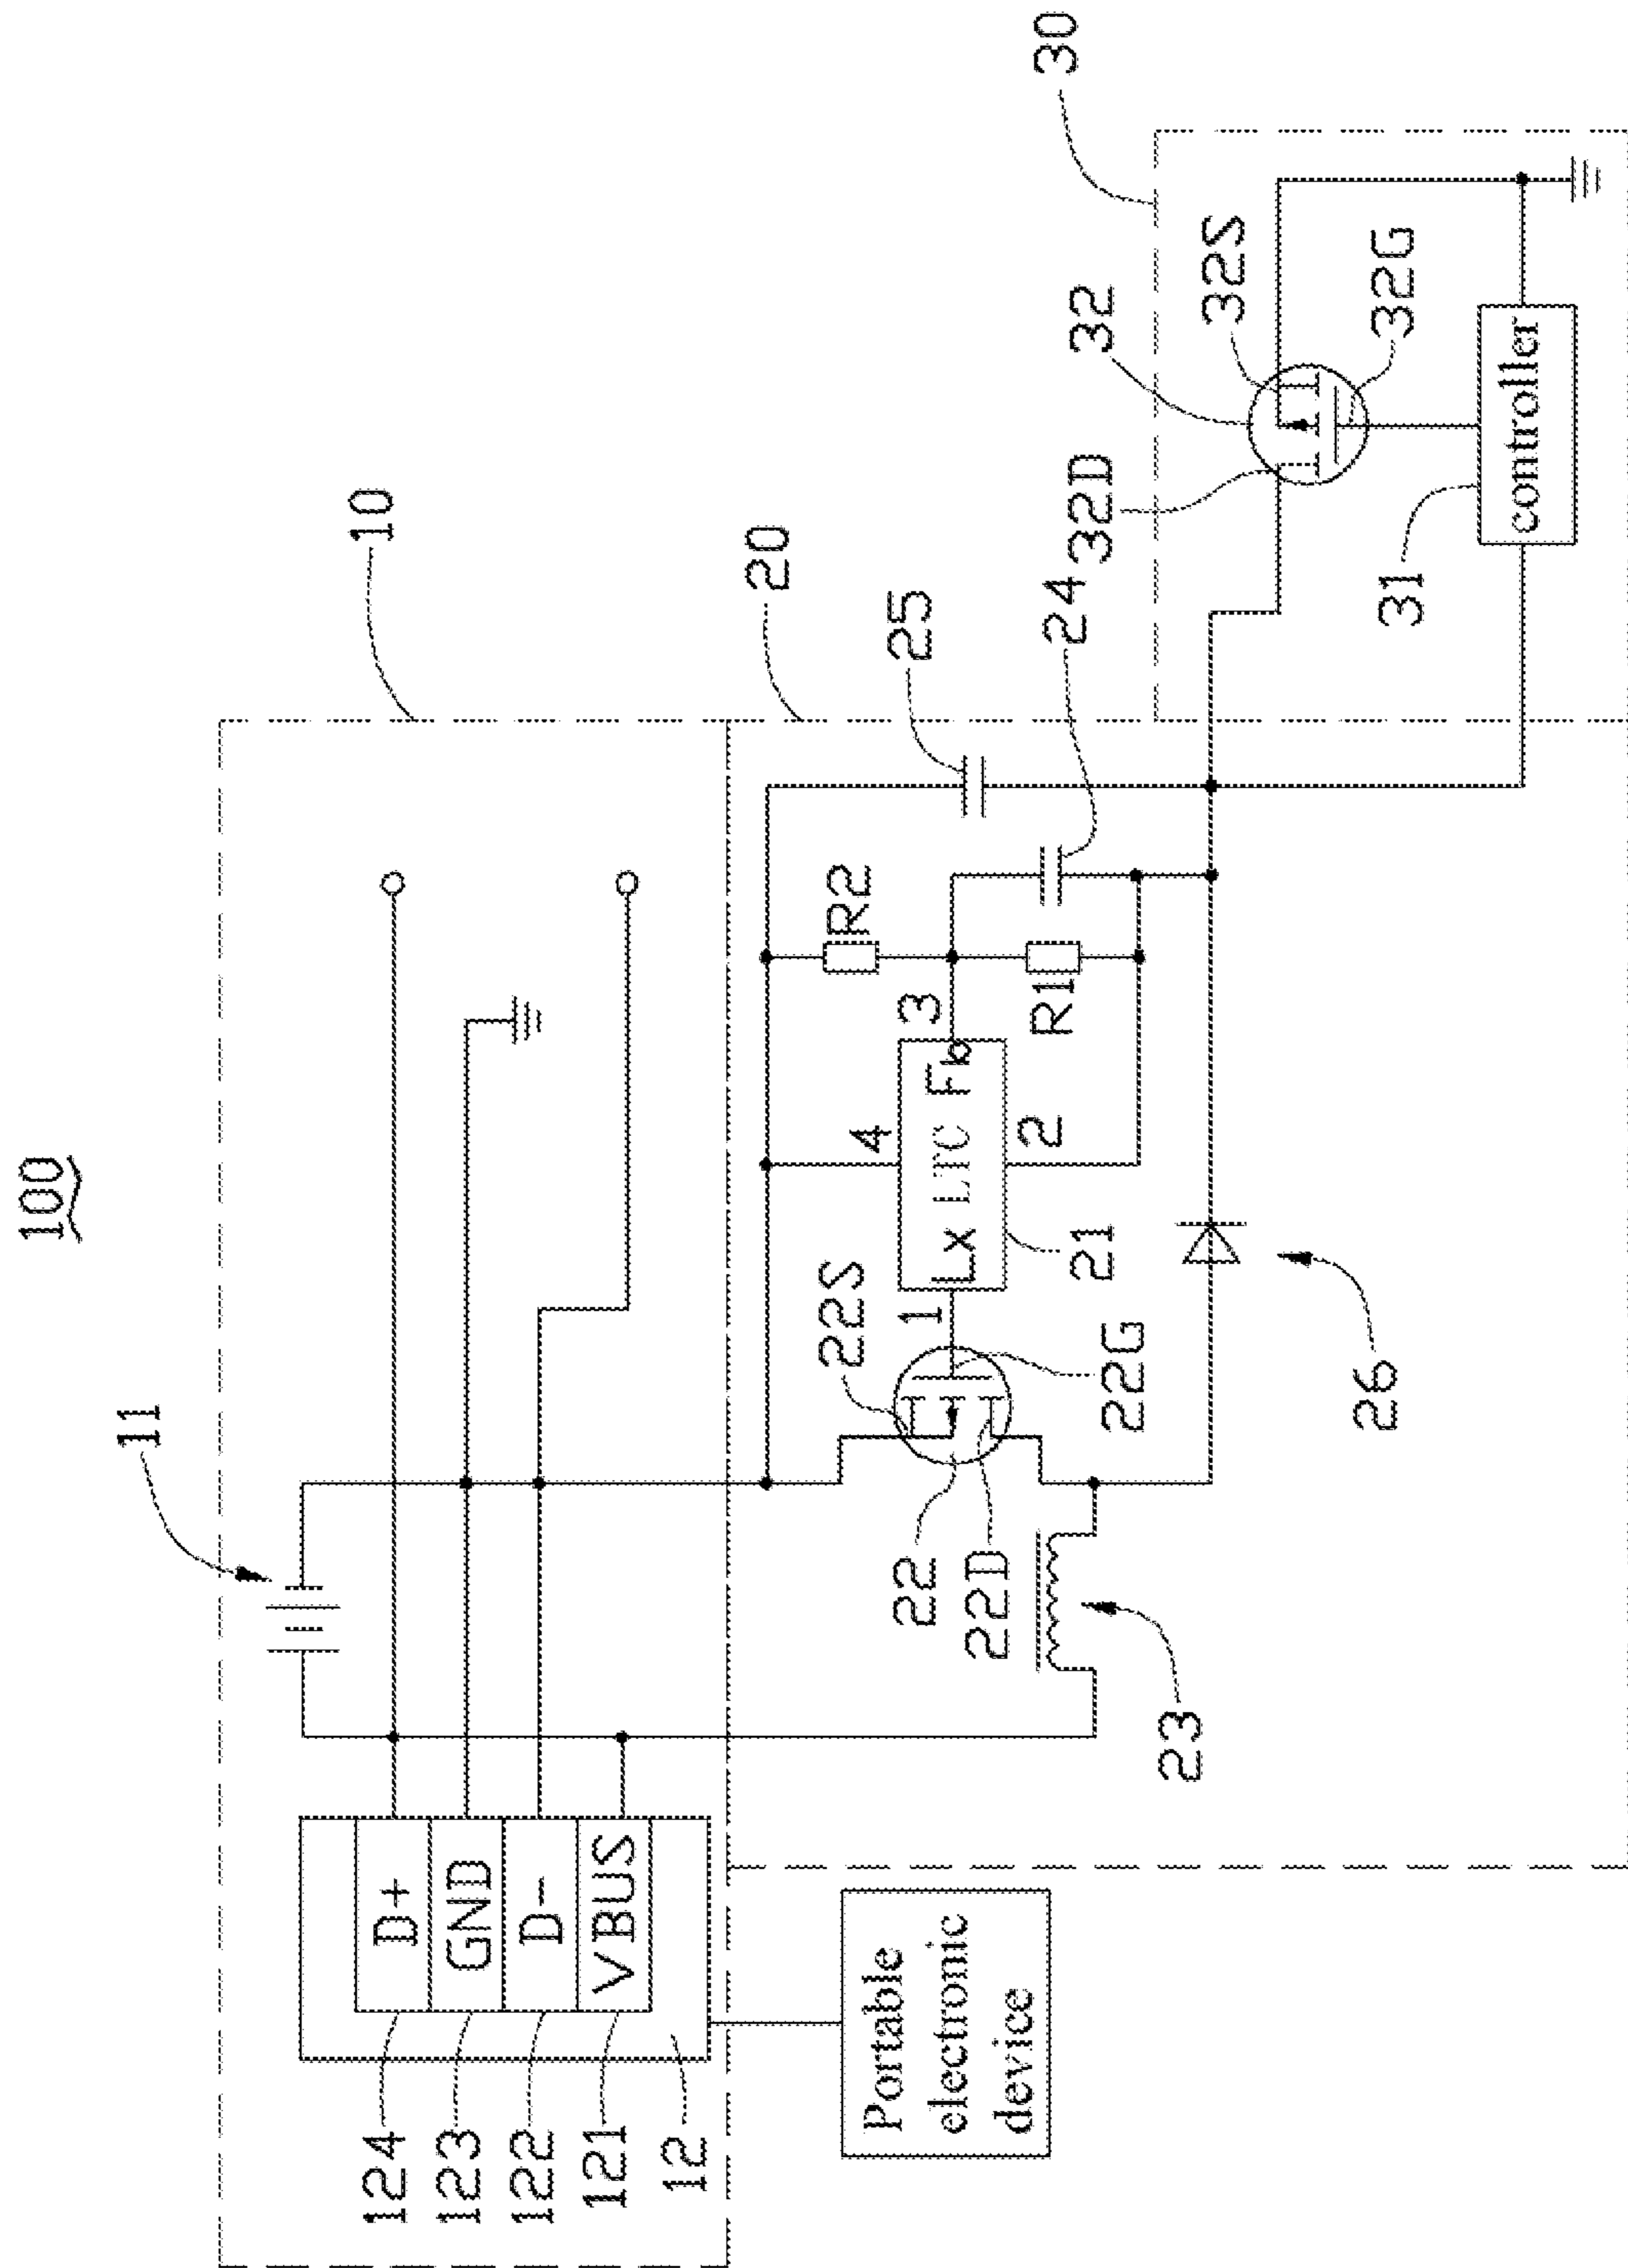 100
11
10
124
123
122
121
12
D+
GND
D-
VBUS
Portable
electronic
device
20
22S
22
22D
22G
23
1
Lx
LTC
Fb
4
2
3
21
R2
R1
25
24
26
30
32D
32
32S
32G
31
controller